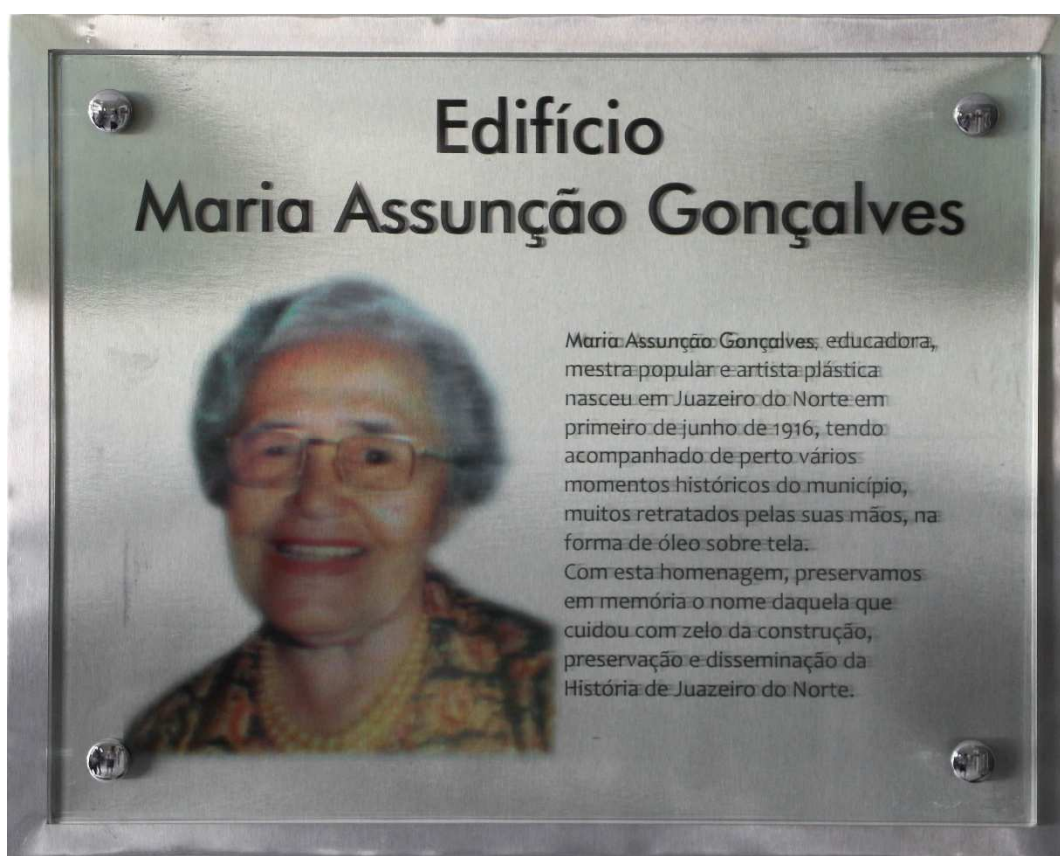 Edifício
Maria Assunção Gonçalves
Maria Assunção Gonçalves, educadora,
mestra popular e artista plástica
nasceu em Juazeiro do Norte em
primeiro de junho de 1916, tendo
acompanhado de perto vários
momentos históricos do município,
muitos retratados pelas suas mãos, na
forma de óleo sobre tela.
Com esta homenagem, preservamos
em memória o nome daquela que
cuidou com zelo da construção,
preservação e disseminação da
História de Juazeiro do Norte.